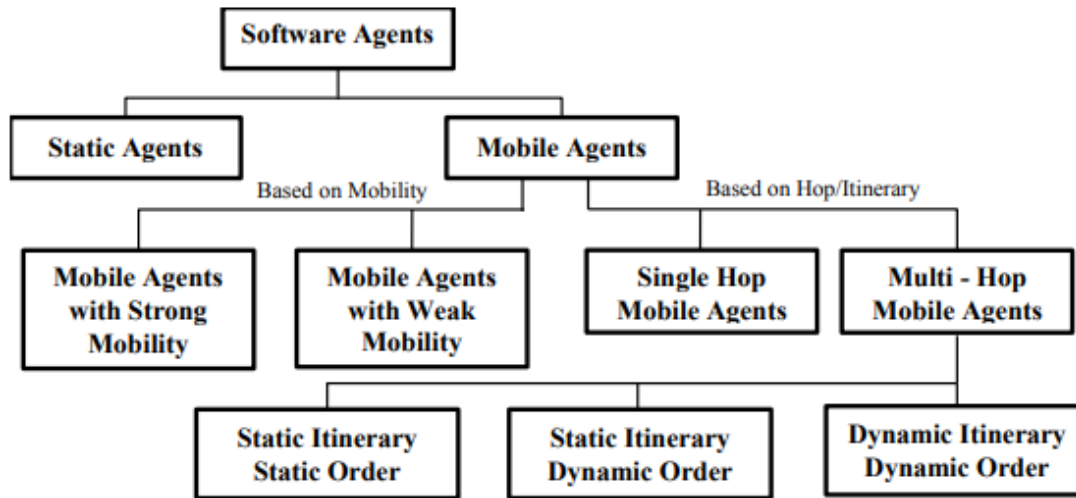 Software Agents
Static Agents
Mobile Agents
Based on Mobility
Based on Hop/Itinerary
Mobile Agents
with Strong
Mobility
Mobile Agents
with Weak
Mobility
Single Hop
Mobile Agents
Multi - Hop
Mobile Agents
Static Itinerary
Static Order
Static Itinerary
Dynamic Order
Dynamic Itinerary
Dynamic Order